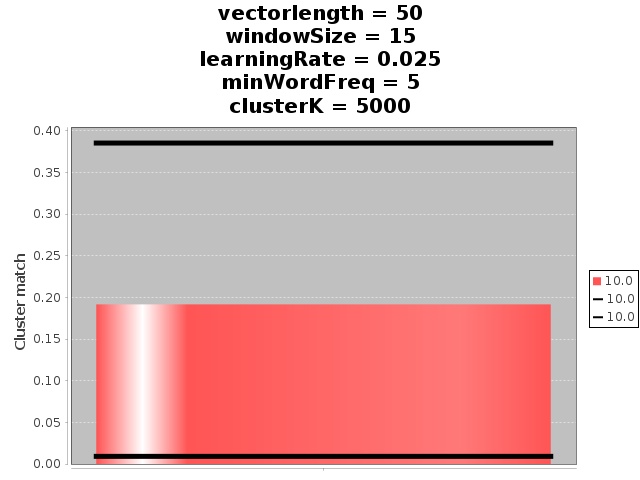 vectorlength = 50
windowSize = 15
learningRate = 0.025
minWordFreq = 5
clusterK = 5000
0.40
0.35
0.30
0.25
0.20
0.15
0.10
0.05
0.00
Cluster match
10.0
10.0
10.0